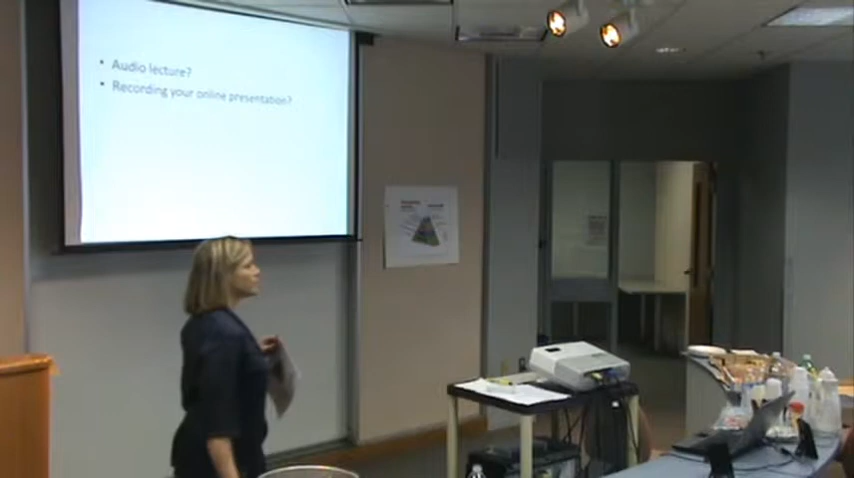 • Audio lecture?
• Recording your online presentation?